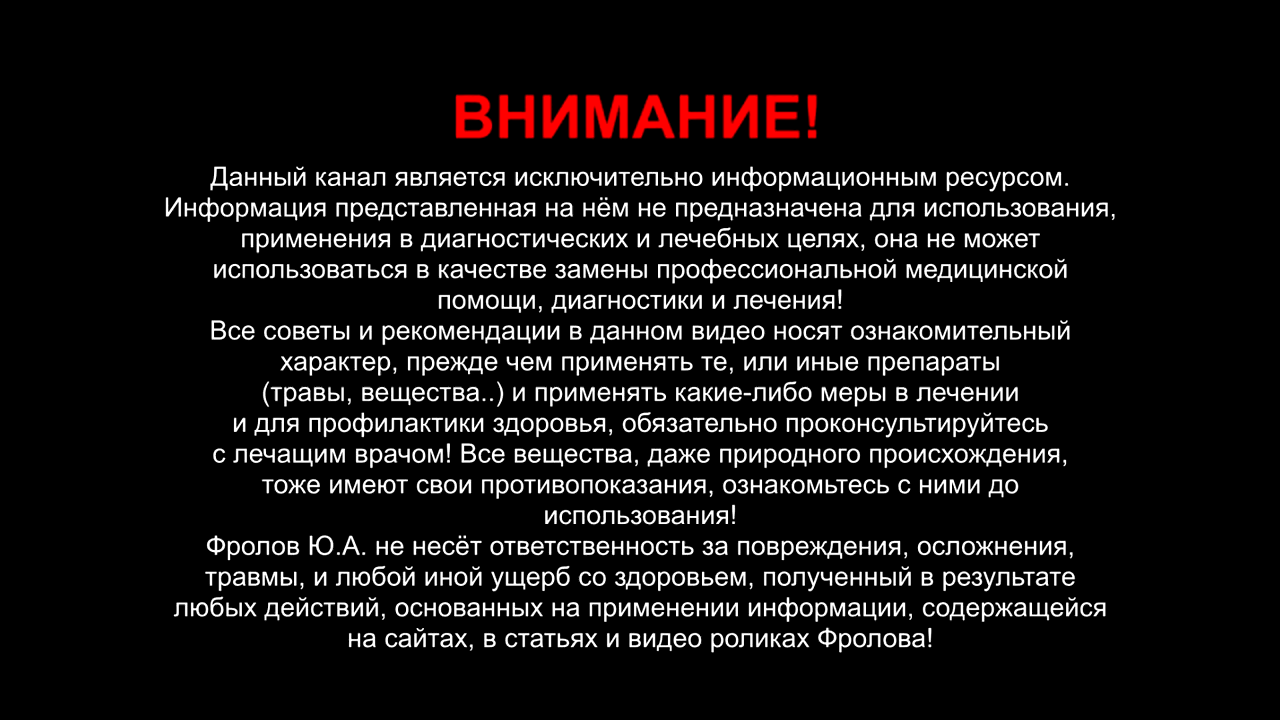 ВНИМАНИЕ!
Данный канал является исключительно информационным ресурсом.
Информация представленная на нём не предназначена для использования,
применения в диагностических и лечебных целях, она не может
использоваться в качестве замены профессиональной медицинской
помощи, диагностики и лечения!
Все советы и рекомендации в данном видео носят ознакомительный
характер, прежде чем применять те, или иные препараты
(травы, вещества..) и применять какие-либо меры в лечении
и для профилактики здоровья, обязательно проконсультируйтесь
с лечащим врачом! Все вещества, даже природного происхождения,
тоже имеют свои противопоказания, ознакомьтесь с ними до
использования!
Фролов Ю.А. не несёт ответственность за повреждения, осложнения,
травмы, и любой иной ущерб со здоровьем, полученный в результате
любых действий, основанных на применении информации, содержащейся
на сайтах, в статьях и видео роликах Фролова!